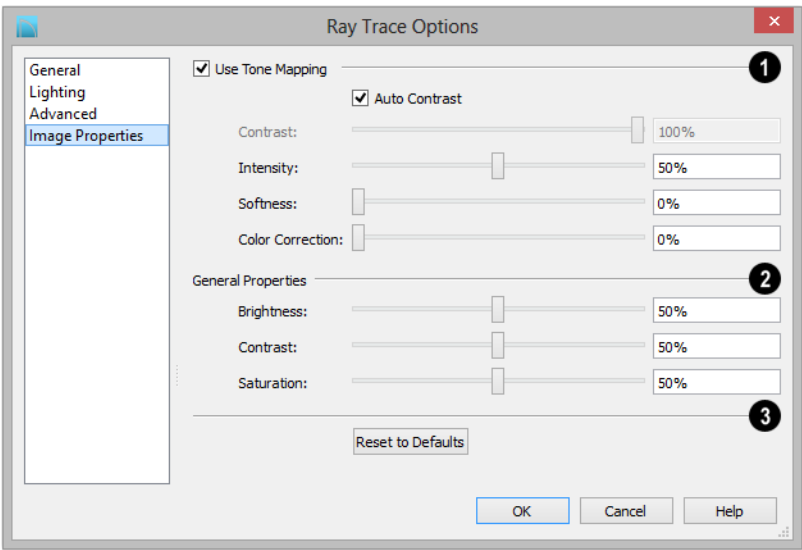 Ray Trace Options
General
Lighting
Advanced
Image Properties
Use Tone Mapping 1
Auto Contrast
Contrast: 100%
Intensity: 50%
Softness: 0%
Color Correction: 0%
General Properties 2
Brightness: 50%
Contrast: 50%
Saturation: 50%
3
Reset to Defaults
OK Cancel Help